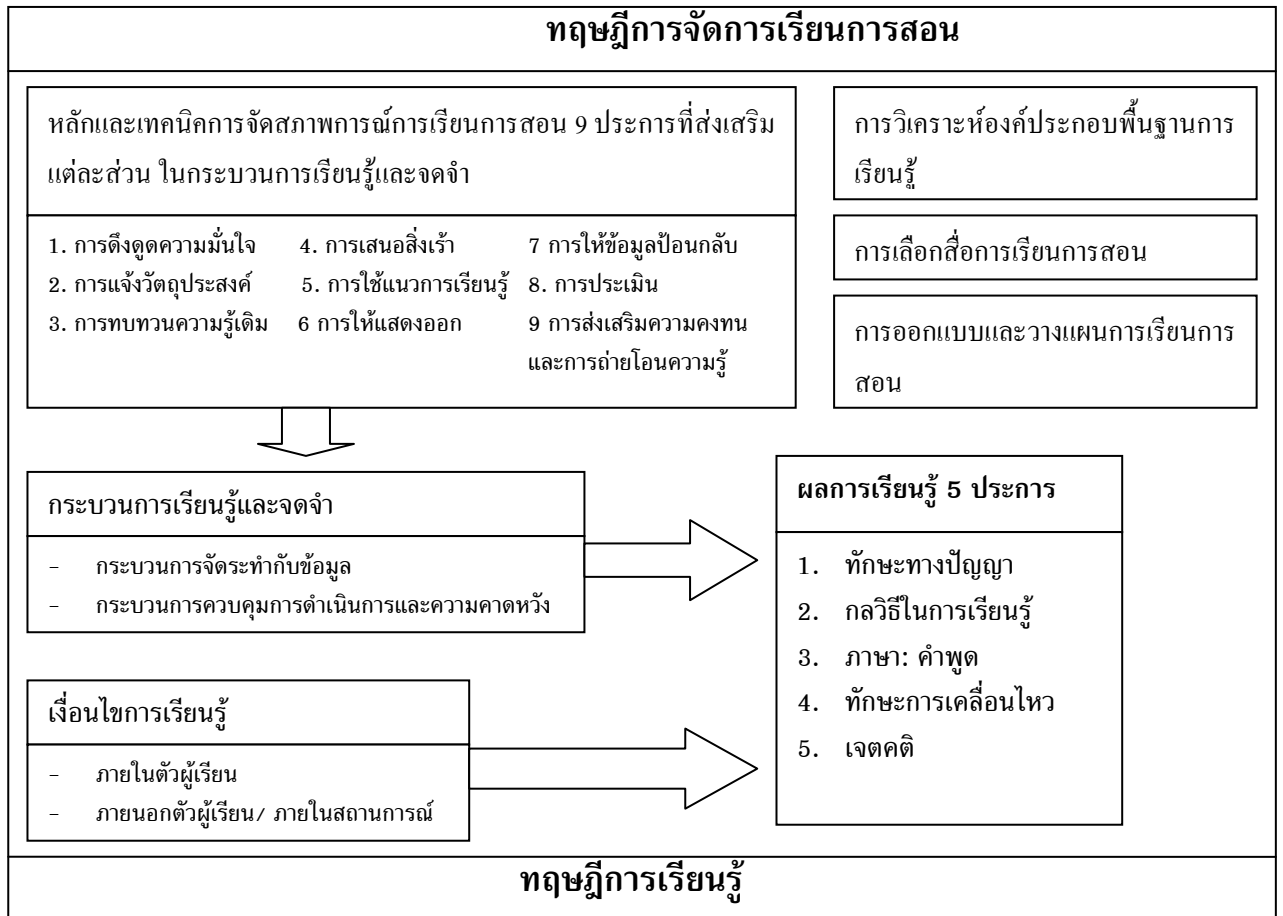 ทฤษฎีการจัดการเรียนการสอน
หลักและเทคนิคการจัดสภาพการณ์การเรียนการสอน 9 ประการที่ส่งเสริม
แต่ละส่วน ในกระบวนการเรียนรู้และจดจำ
1. การดึงดูดความมั่นใจ
2. การแจ้งวัตถุประสงค์
3. การทบทวนความรู้เดิม
4. การเสนอสิ่งเร้า
5. การใช้แนวการเรียนรู้
6 การให้แสดงออก
7 การให้ข้อมูลป้อนกลับ
8. การประเมิน
9 การส่งเสริมความคงทน
และการถ่ายโอนความรู้
การวิเคราะห์องค์ประกอบพื้นฐานการ
เรียนรู้
การเลือกสื่อการเรียนการสอน
การออกแบบและวางแผนการเรียนการ
สอน
กระบวนการเรียนรู้และจดจำ
- กระบวนการจัดระทำกับข้อมูล
- กระบวนการควบคุมการดำเนินการและความคาดหวัง
เงื่อนไขการเรียนรู้
- ภายในตัวผู้เรียน
- ภายนอกตัวผู้เรียน/ ภายในสถานการณ์
ผลการเรียนรู้ 5 ประการ
1. ทักษะทางปัญญา
2. กลวิธีในการเรียนรู้
3. ภาษา: คำพูด
4. ทักษะการเคลื่อนไหว
5. เจตคติ
ทฤษฎีการเรียนรู้